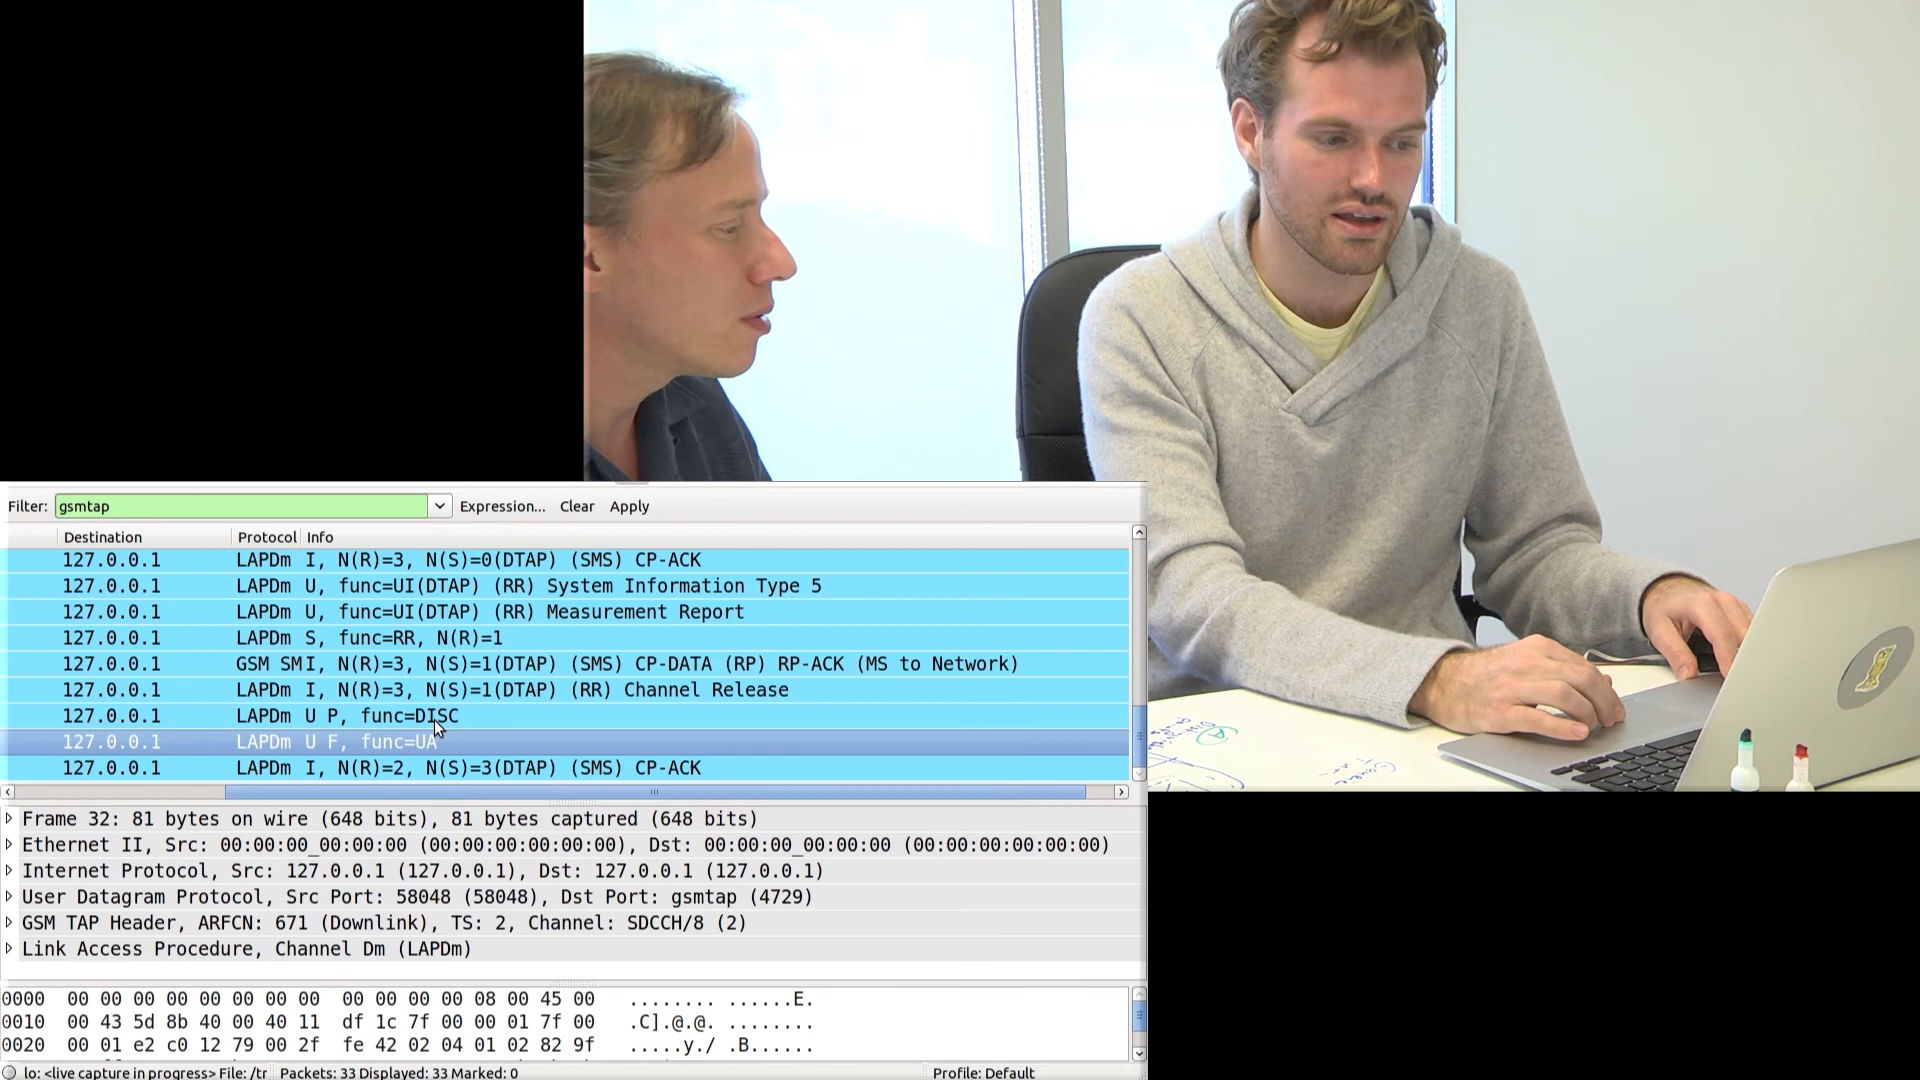 Filter: gsmtap Expression... Clear Apply
Destination Protocol Info
127.0.0.1 LAPDm I, N(R)=3, N(S)=0(DTAP) (SMS) CP-ACK
127.0.0.1 LAPDm U, func=UI(DTAP) (RR) System Information Type 5
127.0.0.1 LAPDm U, func=UI(DTAP) (RR) Measurement Report
127.0.0.1 LAPDm S, func=RR, N(R)=1
127.0.0.1 GSM SM I, N(R)=3, N(S)=1(DTAP) (SMS) CP-DATA (RP) RP-ACK (MS to Network)
127.0.0.1 LAPDm I, N(R)=3, N(S)=1(DTAP) (RR) Channel Release
127.0.0.1 LAPDm U P, func=DISC
127.0.0.1 LAPDm U F, func=UA
127.0.0.1 LAPDm I, N(R)=2, N(S)=3(DTAP) (SMS) CP-ACK
Frame 32: 81 bytes on wire (648 bits), 81 bytes captured (648 bits)
Ethernet II, Src: 00:00:00_00:00:00 (00:00:00:00:00:00), Dst: 00:00:00_00:00:00 (00:00:00:00:00:00)
Internet Protocol, Src: 127.0.0.1 (127.0.0.1), Dst: 127.0.0.1 (127.0.0.1)
User Datagram Protocol, Src Port: 58048 (58048), Dst Port: gsmtap (4729)
GSM TAP Header, ARFCN: 671 (Downlink), TS: 2, Channel: SDCCH/8 (2)
Link Access Procedure, Channel Dm (LAPDm)
0000 00 00 00 00 00 00 00 00 00 00 00 00 08 00 45 00 ........ ......E.
0010 00 43 5d 8b 40 00 40 11 df 1c 7f 00 00 01 7f 00 .C].@.@. ........
0020 00 01 e2 c0 12 79 00 2f fe 42 02 04 01 02 82 9f .....y./ .B......
lo: <live capture in progress> File: /tr Packets: 33 Displayed: 33 Marked: 0 Profile: Default